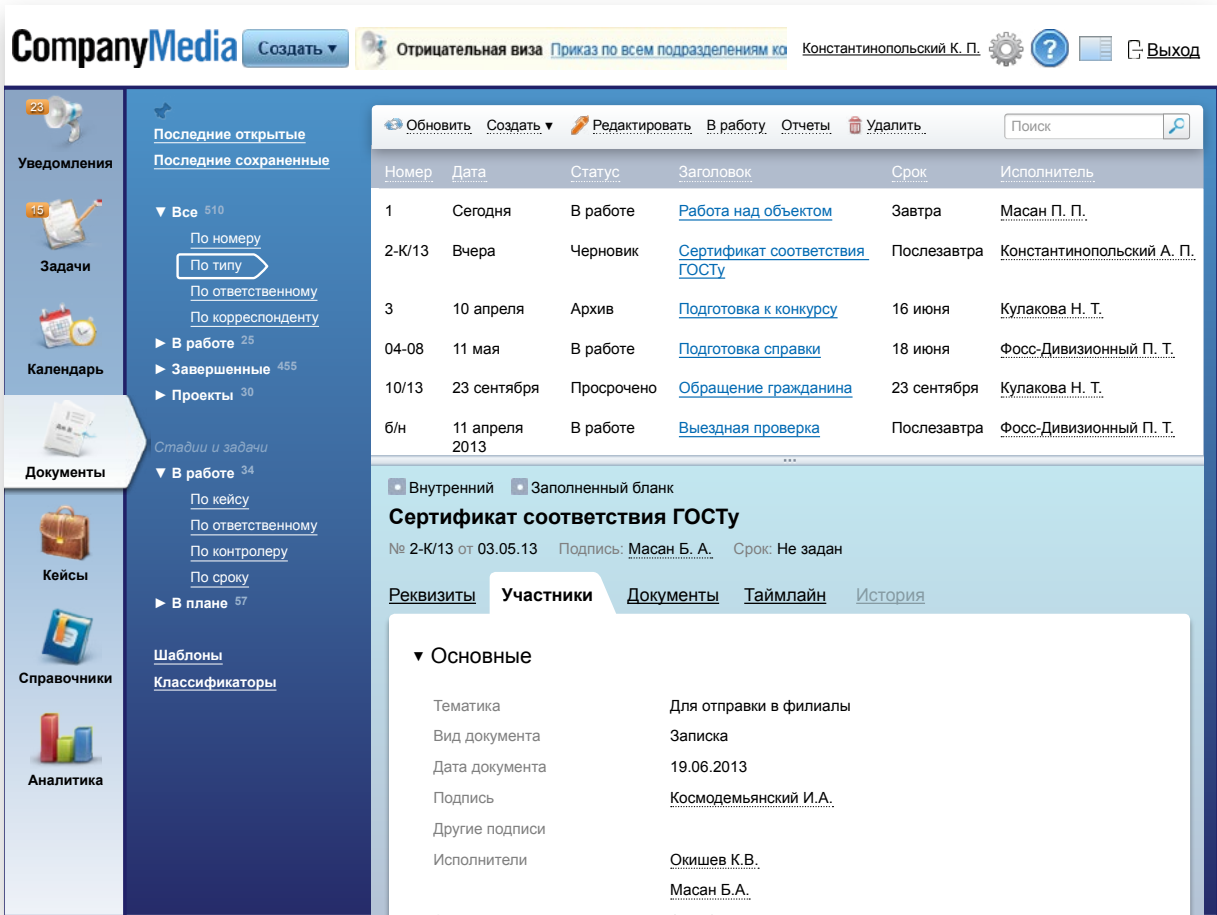 CompanyMedia Создать ▾ Отрицательная виза Приказ по всем подразделениям ко Константинопольский К. П. ? Выход
23
Уведомления
15
Задачи
Календарь
Документы
Кейсы
Справочники
Аналитика
Последние открытые
Последние сохраненные
▼ Все 510
По номеру
По типу
По ответственному
По корреспонденту
► В работе 25
► Завершенные 455
► Проекты 30
Стадии и задачи
▼ В работе 34
По кейсу
По ответственному
По контролеру
По сроку
► В плане 57
Шаблоны
Классификаторы
Обновить Создать ▾ Редактировать В работу Отчеты Удалить Поиск
Номер Дата Статус Заголовок Срок Исполнитель
1 Сегодня В работе Работа над объектом Завтра Масан П. П.
2-К/13 Вчера Черновик Сертификат соответствия Послезавтра Константинопольский А. П.
ГОСТу
3 10 апреля Архив Подготовка к конкурсу 16 июня Кулакова Н. Т.
04-08 11 мая В работе Подготовка справки 18 июня Фосс-Дивизионный П. Т.
10/13 23 сентября Просрочено Обращение гражданина 23 сентября Кулакова Н. Т.
б/н 11 апреля В работе Выездная проверка Послезавтра Фосс-Дивизионный П. Т.
2013
Внутренний Заполненный бланк
Сертификат соответствия ГОСТу
№ 2-К/13 от 03.05.13 Подпись: Масан Б. А. Срок: Не задан
Реквизиты Участники Документы Таймлайн История
▾ Основные
Тематика Для отправки в филиалы
Вид документа Записка
Дата документа 19.06.2013
Подпись Космодемьянский И.А.
Другие подписи
Исполнители Окишев К.В.
Масан Б.А.